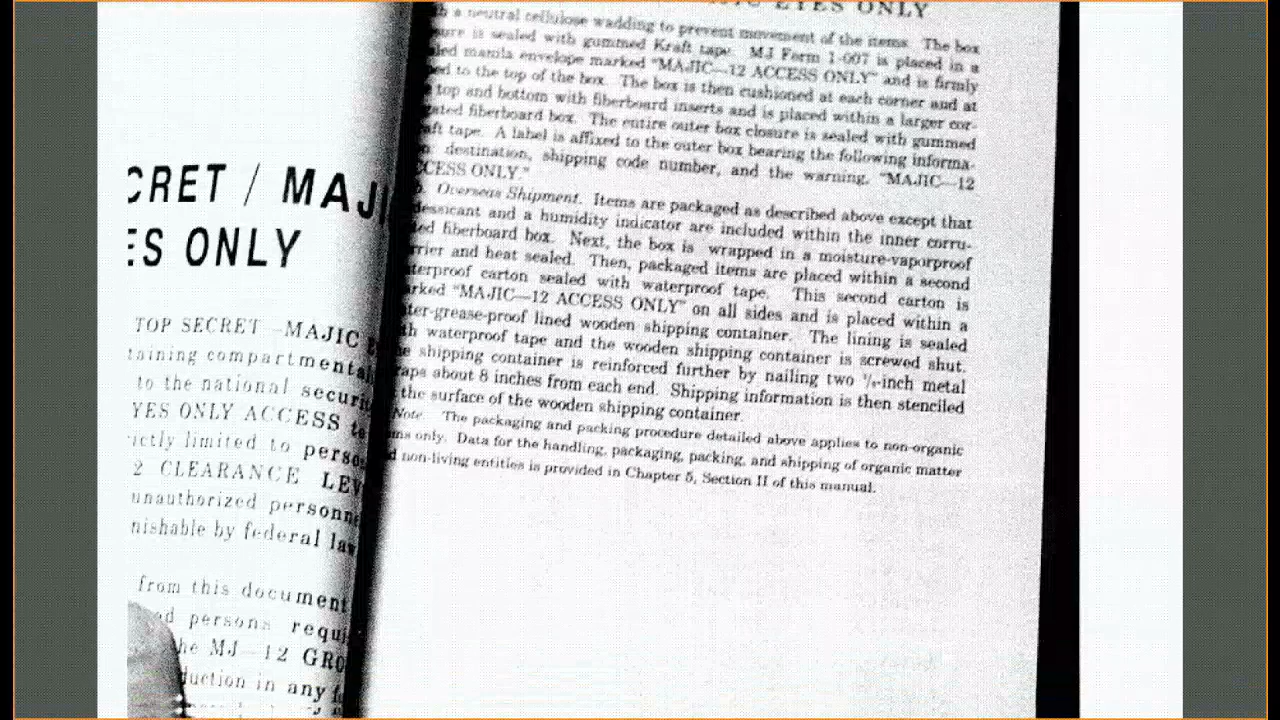 CRET / MAJI
ES ONLY
TOP SECRET MAJIC
taining compartmental
to the national securi
YES ONLY ACCESS to
ictly limited to perso
2 CLEARANCE LEV
unauthorized personn
nishable by federal law
from this document
persons requi
he MJ-12 GRO
duction in any
EYES ONLY
a neutral cellulose wadding to prevent movement of the items. The box
ure is sealed with gummed Kraft tape. MJ Form 1-007 is placed in a
led manila envelope marked "MAJIC—12 ACCESS ONLY" and is firmly
ed to the top of the box. The box is then cushioned at each corner and at
top and bottom with fiberboard inserts and is placed within a larger cor-
ated fiberboard box. The entire outer box closure is sealed with gummed
aft tape. A label is affixed to the outer box bearing the following informa-
n: destination, shipping code number, and the warning, "MAJIC—12
CCESS ONLY."
b. Overseas Shipment. Items are packaged as described above except that
dessicant and a humidity indicator are included within the inner corru-
ted fiberboard box. Next, the box is wrapped in a moisture-vaporproof
rrier and heat sealed. Then, packaged items are placed within a second
terproof carton sealed with waterproof tape. This second carton is
arked "MAJIC—12 ACCESS ONLY" on all sides and is placed within a
ter-grease-proof lined wooden shipping container. The lining is sealed
th waterproof tape and the wooden shipping container is screwed shut.
e shipping container is reinforced further by nailing two -inch metal
raps about 8 inches from each end. Shipping information is then stenciled
the surface of the wooden shipping container.
Note. The packaging and packing procedure detailed above applies to non-organic
ms only. Data for the handling, packaging, packing, and shipping of organic matter
d non-living entities is provided in Chapter 5, Section II of this manual.